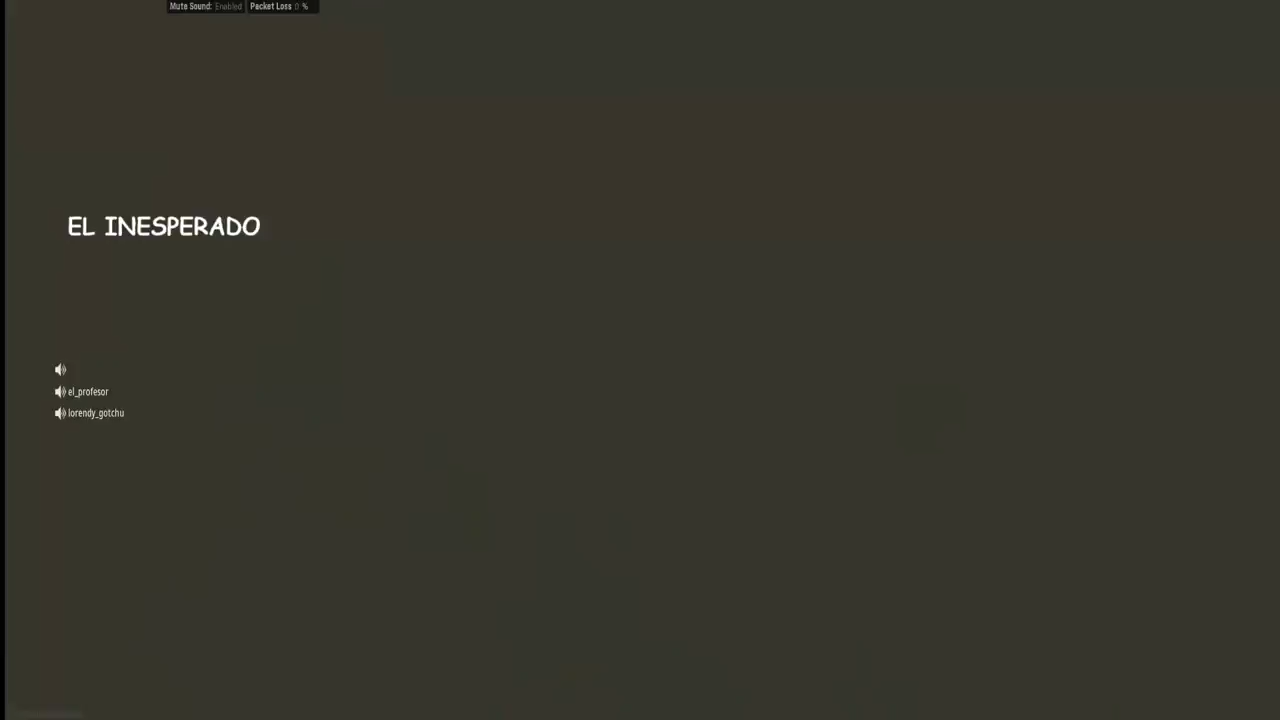 Mute Sound: Enabled Packet Loss 0 %
EL INESPERADO
el_profesor
lorendy_gotchu